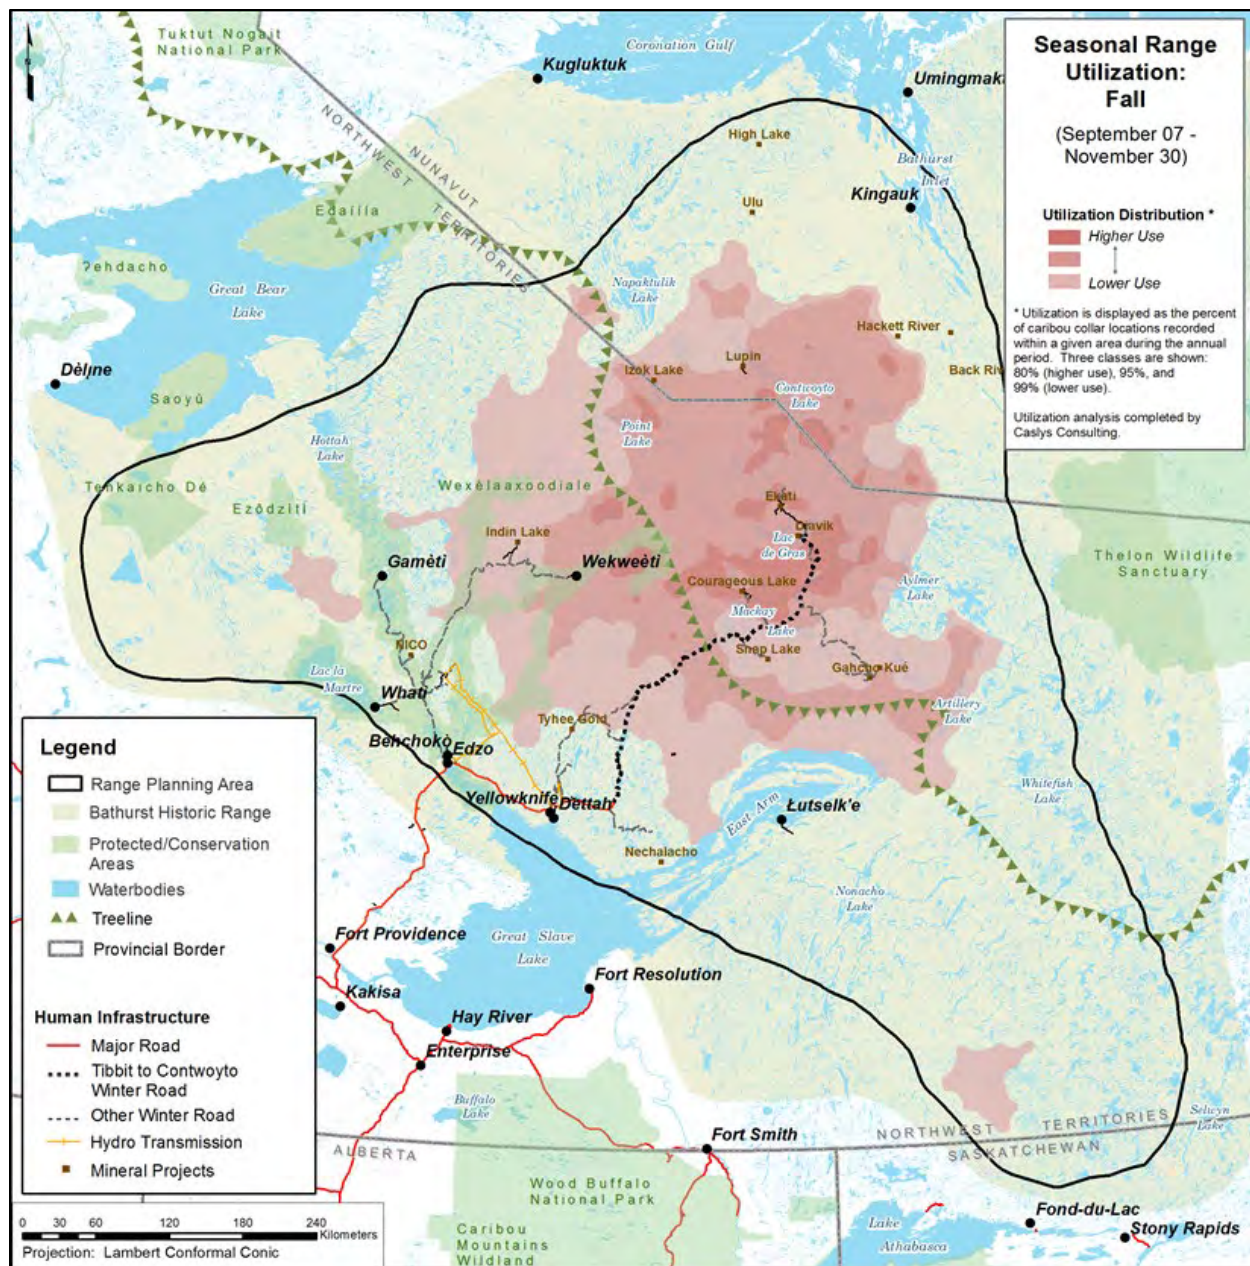 Tuktut Nogait
National Park
Coronation Gulf
Kugluktuk
Umingmakt
NUNAVUT
NORTHWEST TERRITORIES
High Lake
Bathurst
Inlet
Ulu
Kingauk
Edaiila
Ɂehdacho
Great Bear
Lake
Napaktulik
Lake
Hackett River
Back Riv
Dèlįne
Saoyû
Izok Lake
Lupin
Contwoyto
Lake
Hottah
Lake
Point
Lake
Wexèlaaxoodiale
Ezǒdzìtì
Ekati
Diavik
Lac
de Gras
Indin Lake
Wekweètì
Gamètì
Courageous Lake
Aylmer
Lake
Thelon Wildlife
Sanctuary
Mackay
Lake
NICO
Snap Lake
Gahcho Kué
Lac la
Martre
Whatì
Artillery
Lake
Tyhee Gold
Behchokò
Edzo
Whitefish
Lake
Yellowknife
Dettah
East Arm
Łutselk'e
Nechalacho
Nonacho
Lake
Great Slave
Lake
Fort Providence
Fort Resolution
Kakisa
Hay River
Enterprise
Buffalo
Lake
Selwyn
Lake
Fort Smith
NORTHWEST TERRITORIES
SASKATCHEWAN
ALBERTA
Wood Buffalo
National Park
Caribou
Mountains
Wildland
Lake
Athabasca
Fond-du-Lac
Stony Rapids
Seasonal Range
Utilization:
Fall
(September 07 -
November 30)
Utilization Distribution *
Higher Use
Lower Use
* Utilization is displayed as the percent
of caribou collar locations recorded
within a given area during the annual
period. Three classes are shown:
80% (higher use), 95%, and
99% (lower use).
Utilization analysis completed by
Caslys Consulting.
Legend
Range Planning Area
Bathurst Historic Range
Protected/Conservation
Areas
Waterbodies
Treeline
Provincial Border
Human Infrastructure
Major Road
Tibbit to Contwoyto
Winter Road
Other Winter Road
Hydro Transmission
Mineral Projects
0 30 60 120 180 240
Kilometers
Projection: Lambert Conformal Conic